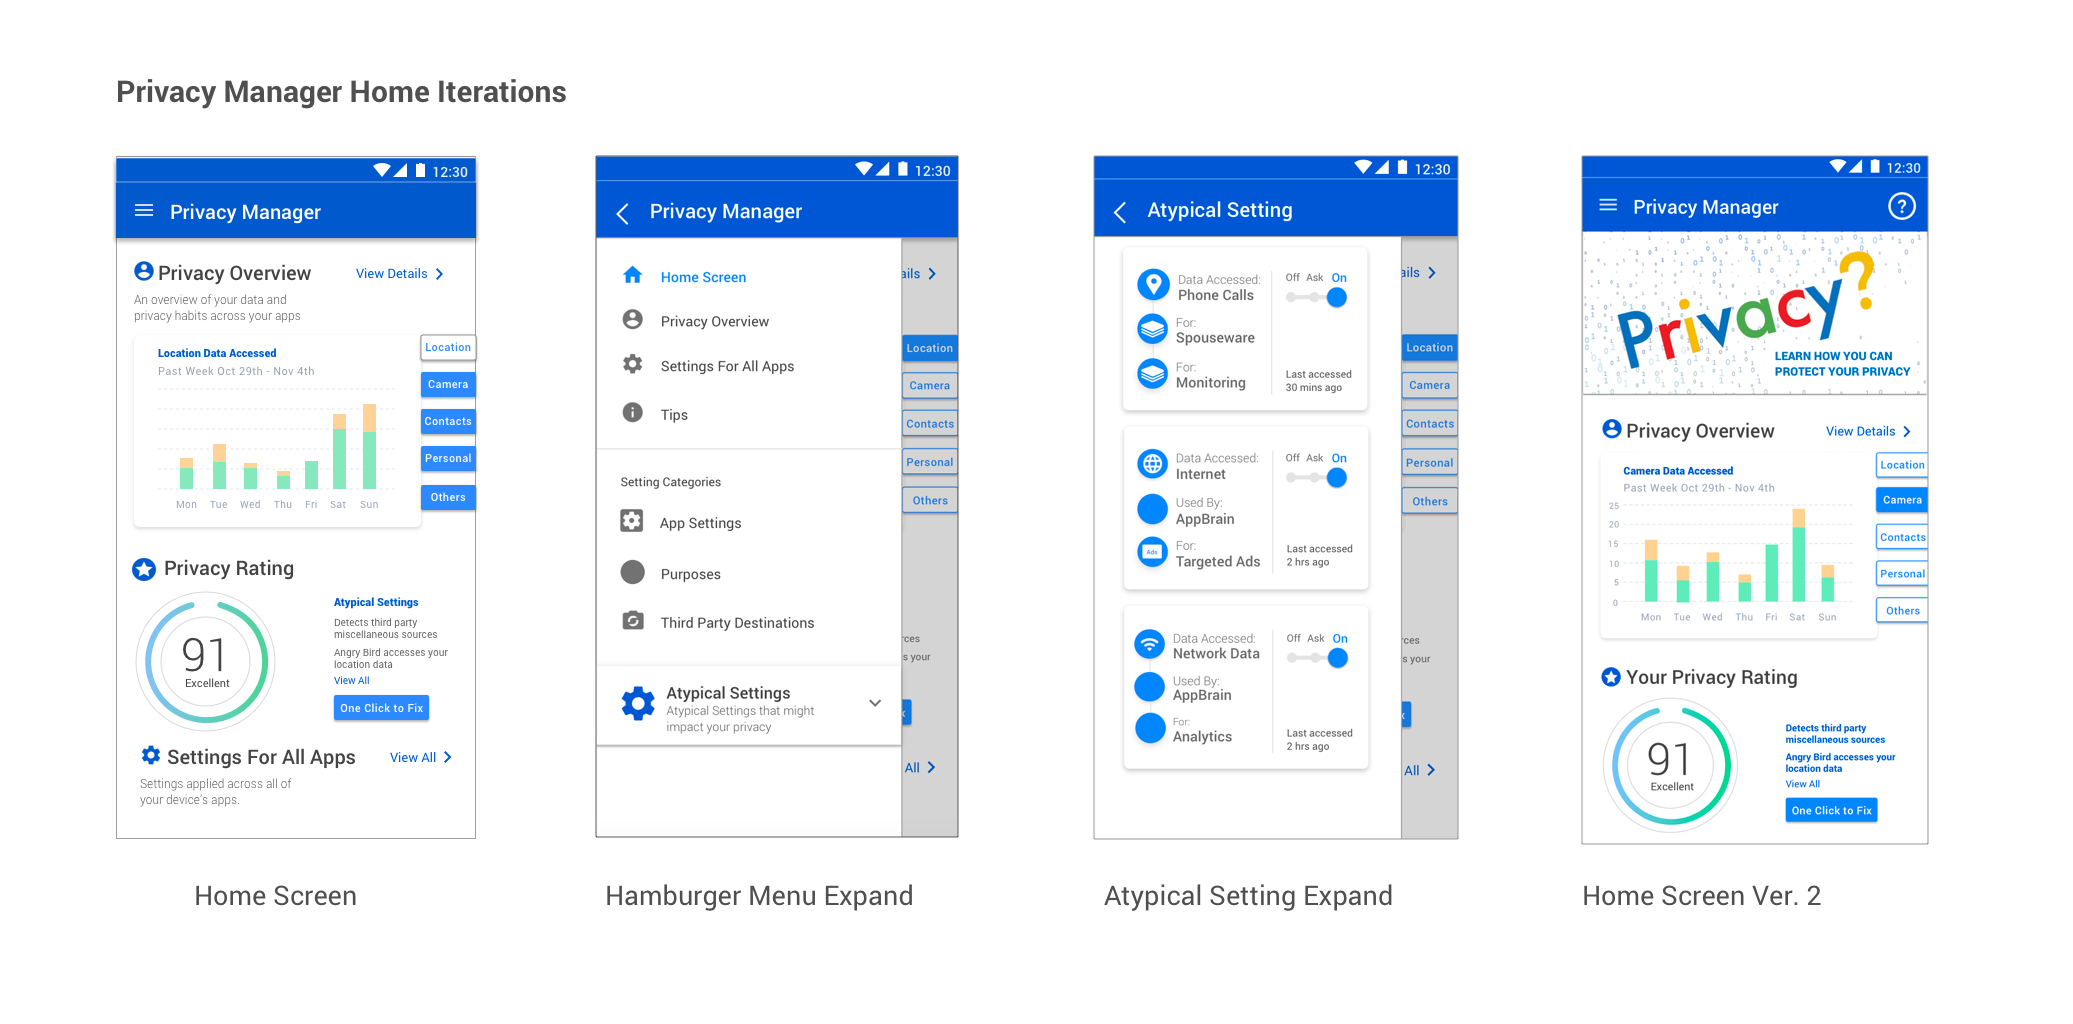 Privacy Manager Home Iterations
12:30
Privacy Manager
Privacy Overview
View Details
An overview of your data and
privacy habits across your apps
Location Data Accessed
Past Week Oct 29th - Nov 4th
Mon Tue Wed Thu Fri Sat Sun
Location
Camera
Contacts
Personal
Others
Privacy Rating
91
Excellent
Atypical Settings
Detects third party
miscellaneous sources
Angry Bird accesses your
location data
View All
One Click to Fix
Settings For All Apps
View All
Settings applied across all of
your device's apps.
Home Screen
12:30
Privacy Manager
Home Screen
Privacy Overview
Settings For All Apps
Tips
Setting Categories
App Settings
Purposes
Third Party Destinations
Atypical Settings
Atypical Settings that might
impact your privacy
ails
Location
Camera
Contacts
Personal
Others
rces
s your
All
Hamburger Menu Expand
12:30
Atypical Setting
Data Accessed:
Phone Calls
For:
Spouseware
For:
Monitoring
Off Ask On
Last accessed
30 mins ago
Data Accessed:
Internet
Used By:
AppBrain
For:
Ads
Targeted Ads
Off Ask On
Last accessed
2 hrs ago
Data Accessed:
Network Data
Used By:
AppBrain
For:
Analytics
Off Ask On
Last accessed
2 hrs ago
ails
Location
Camera
Contacts
Personal
Others
rces
s your
All
Atypical Setting Expand
12:30
Privacy Manager
?
Privacy?
LEARN HOW YOU CAN
PROTECT YOUR PRIVACY
Privacy Overview
View Details
Camera Data Accessed
Past Week Oct 29th - Nov 4th
25
20
15
10
5
0
Mon Tue Wed Thu Fri Sat Sun
Location
Camera
Contacts
Personal
Others
Your Privacy Rating
91
Excellent
Detects third party
miscellaneous sources
Angry Bird accesses your
location data
View All
One Click to Fix
Home Screen Ver. 2